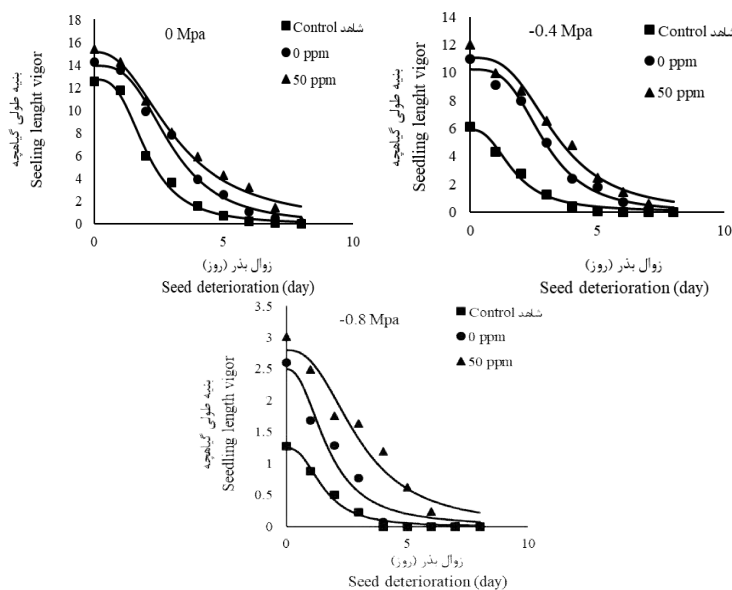 0 Mpa
Control شاهد
0 ppm
50 ppm
بنیه طولی گیاهچه
Seeling lenght vigor
18
16
14
12
10
8
6
4
2
0
0 5 10
زوال بذر (روز)
Seed deterioration (day)
-0.4 Mpa
Control شاهد
0 ppm
50 ppm
بنیه طولی گیاهچه
Seedling lenght vigor
14
12
10
8
6
4
2
0
0 5 10
زوال بذر (روز)
Seed deterioration (day)
-0.8 Mpa
Control شاهد
0 ppm
50 ppm
بنیه طولی گیاهچه
Seedling length vigor
3.5
3
2.5
2
1.5
1
0.5
0
0 5 10
زوال بذر (روز)
Seed deterioration (day)